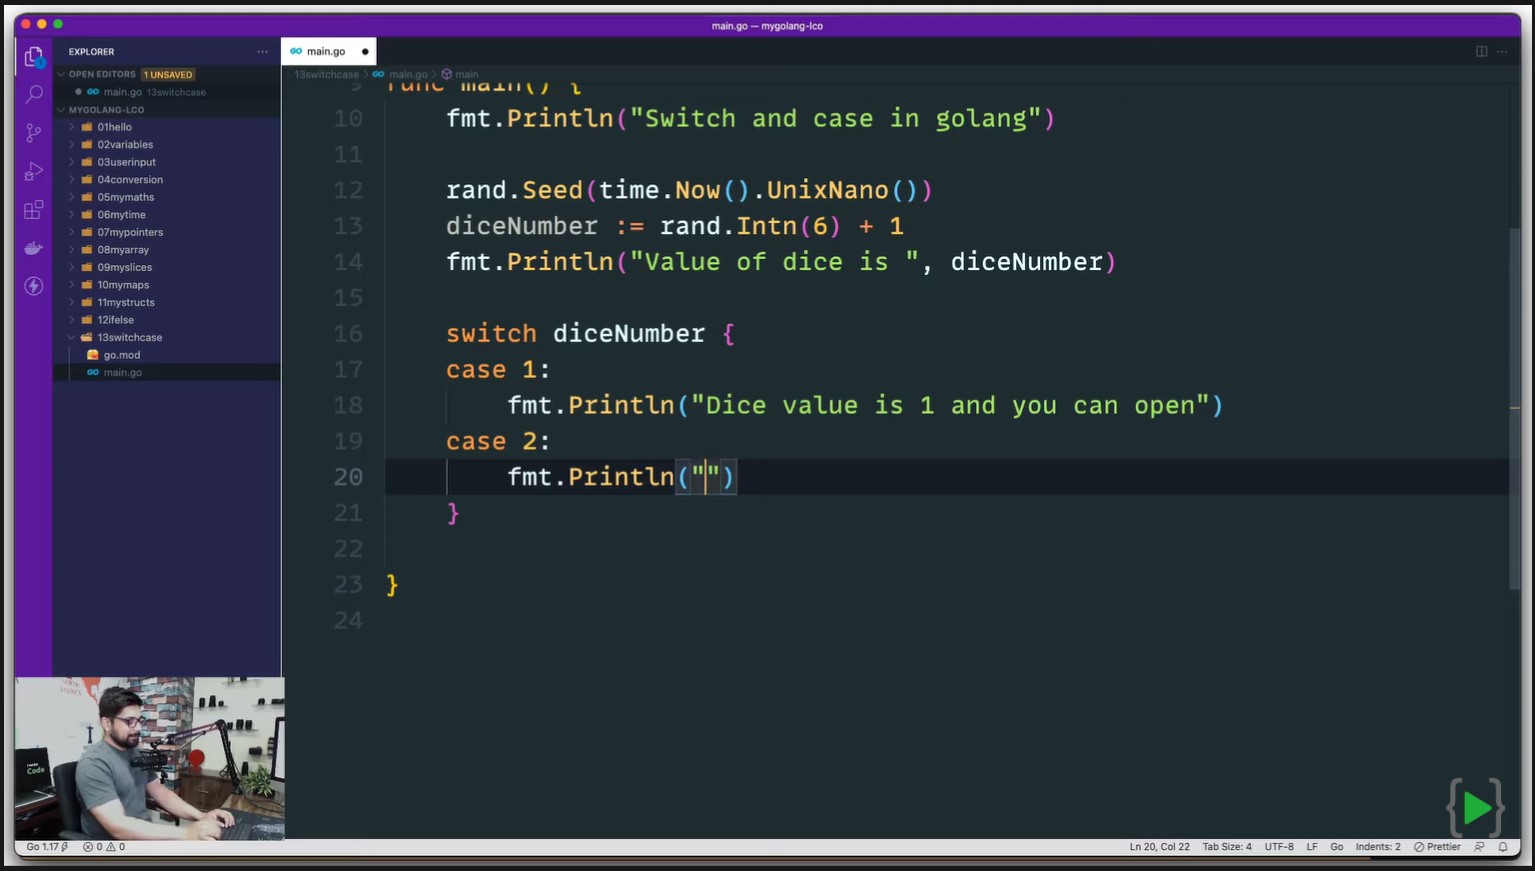 main.go — mygolang-lco
EXPLORER
main.go
OPEN EDITORS 1 UNSAVED
13switchcase > main.go > main
main.go 13switchcase
MYGOLANG-LCO
01hello
02variables
03userinput
04conversion
05mymaths
06mytime
07mypointers
08myarray
09myslices
10mymaps
11mystructs
12ifelse
13switchcase
go.mod
main.go
9 func main() {
10 fmt.Println("Switch and case in golang")
11
12 rand.Seed(time.Now().UnixNano())
13 diceNumber := rand.Intn(6) + 1
14 fmt.Println("Value of dice is ", diceNumber)
15
16 switch diceNumber {
17 case 1:
18 fmt.Println("Dice value is 1 and you can open")
19 case 2:
20 fmt.Println("")
21 }
22
23 }
24
Code
Go 1.17 0 0 Ln 20, Col 22 Tab Size: 4 UTF-8 LF Go Indents: 2 Prettier